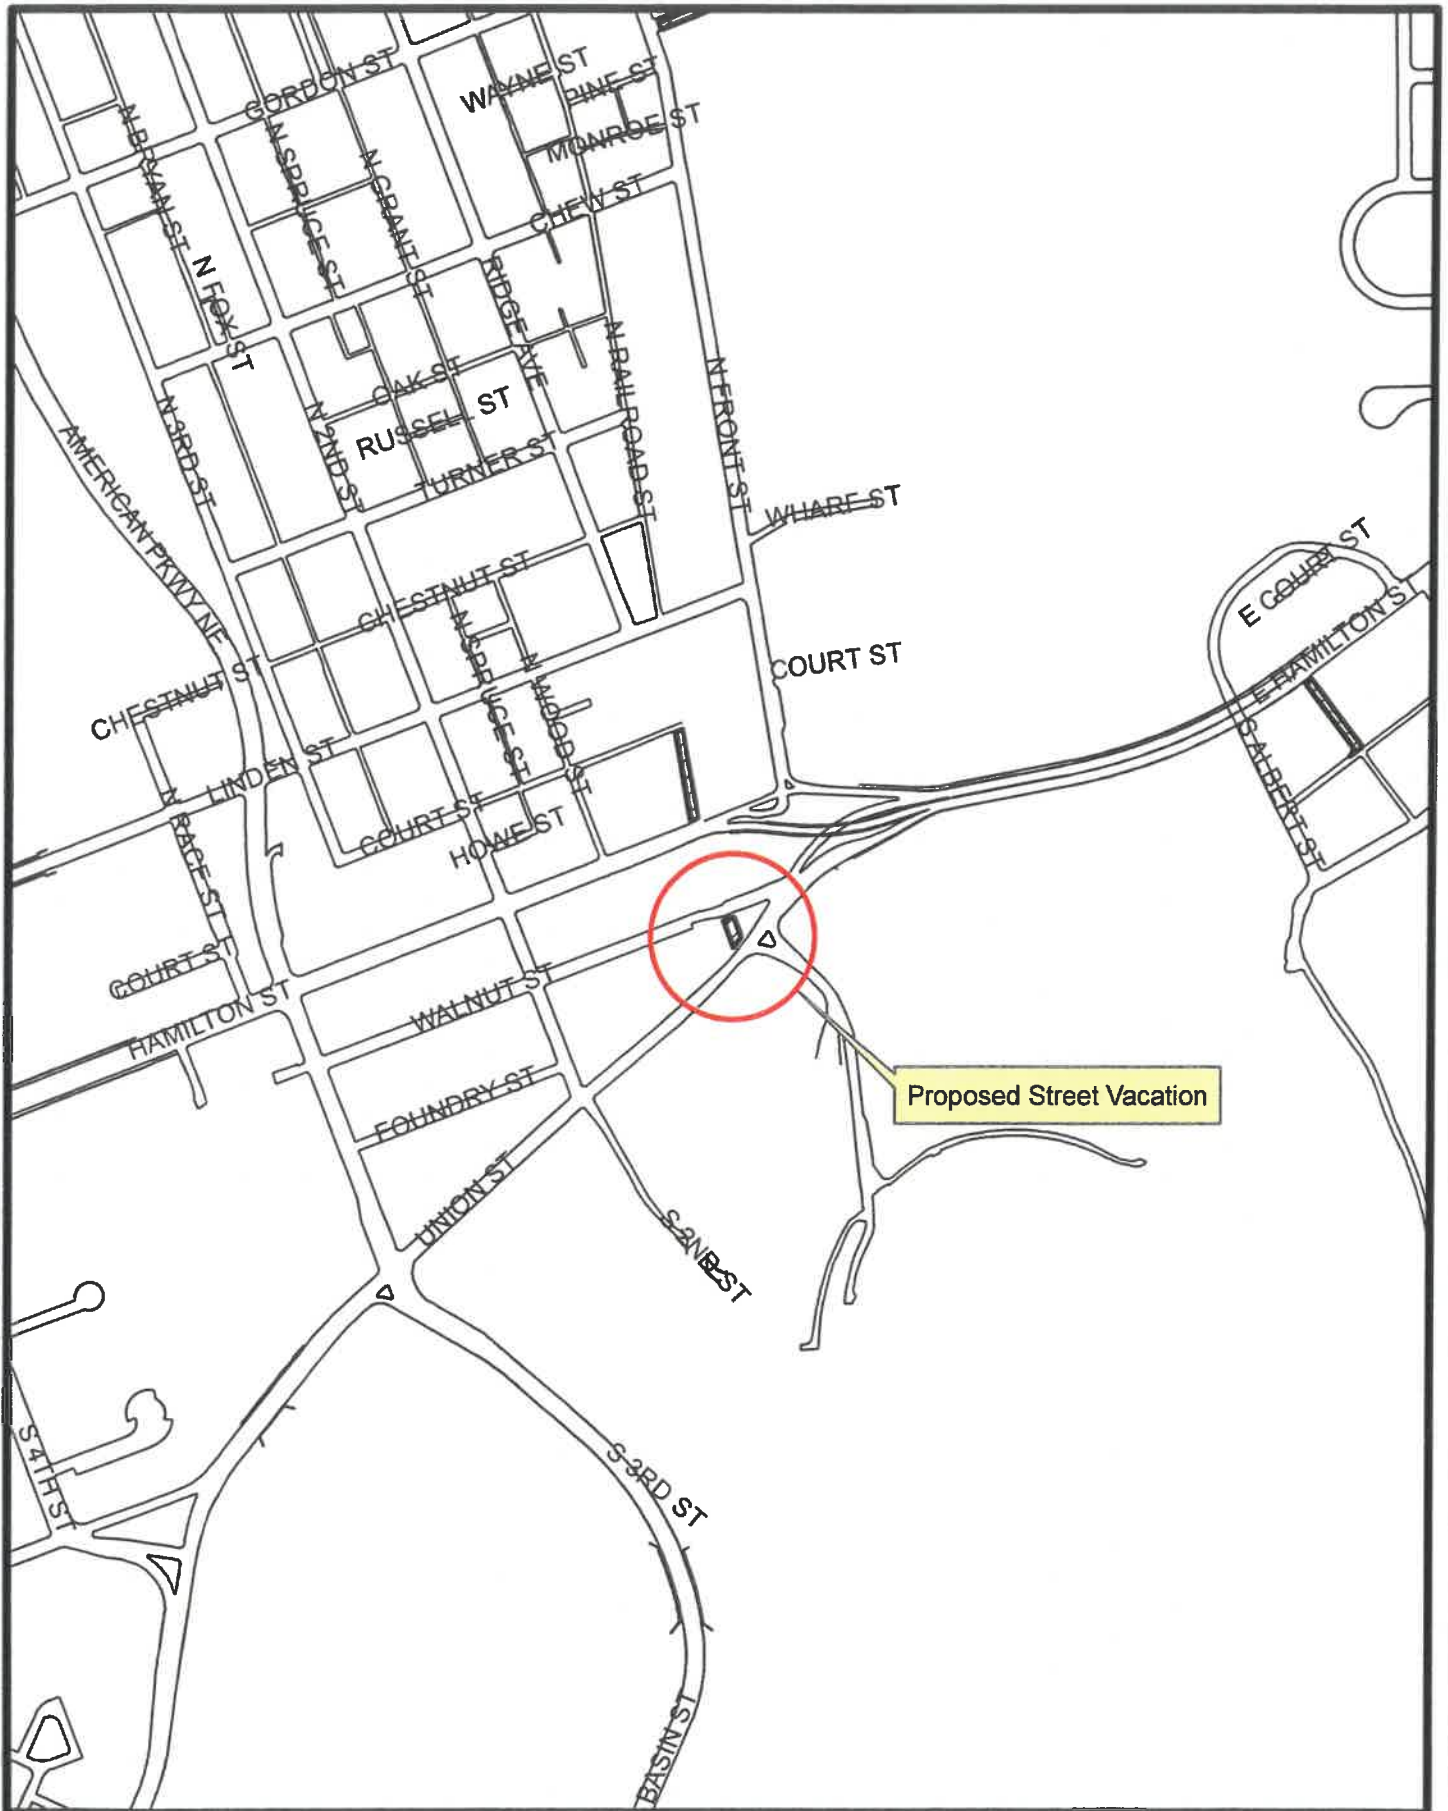 GORDON ST
WAYNE ST
PINE ST
MONROE ST
N BRYAN ST
N SPRUCE ST
N GRANT ST
CHEW ST
N FOX ST
RIDGE AVE
N RAILROAD ST
N FRONT ST
OAK ST
RUSSELL ST
N 3RD ST
N 2ND ST
TURNER ST
AMERICAN PKWY NE
WHARF ST
CHESTNUT ST
E COURT ST
E HAMILTON S
N SPRUCE ST
N WOOD ST
COURT ST
CHESTNUT ST
LINDEN ST
S ALBERT ST
N RACE ST
COURT ST
HOWE ST
COURT ST
HAMILTON ST
WALNUT ST
Proposed Street Vacation
FOUNDRY ST
UNION ST
S 2ND ST
S 4TH ST
S 3RD ST
BASIN ST